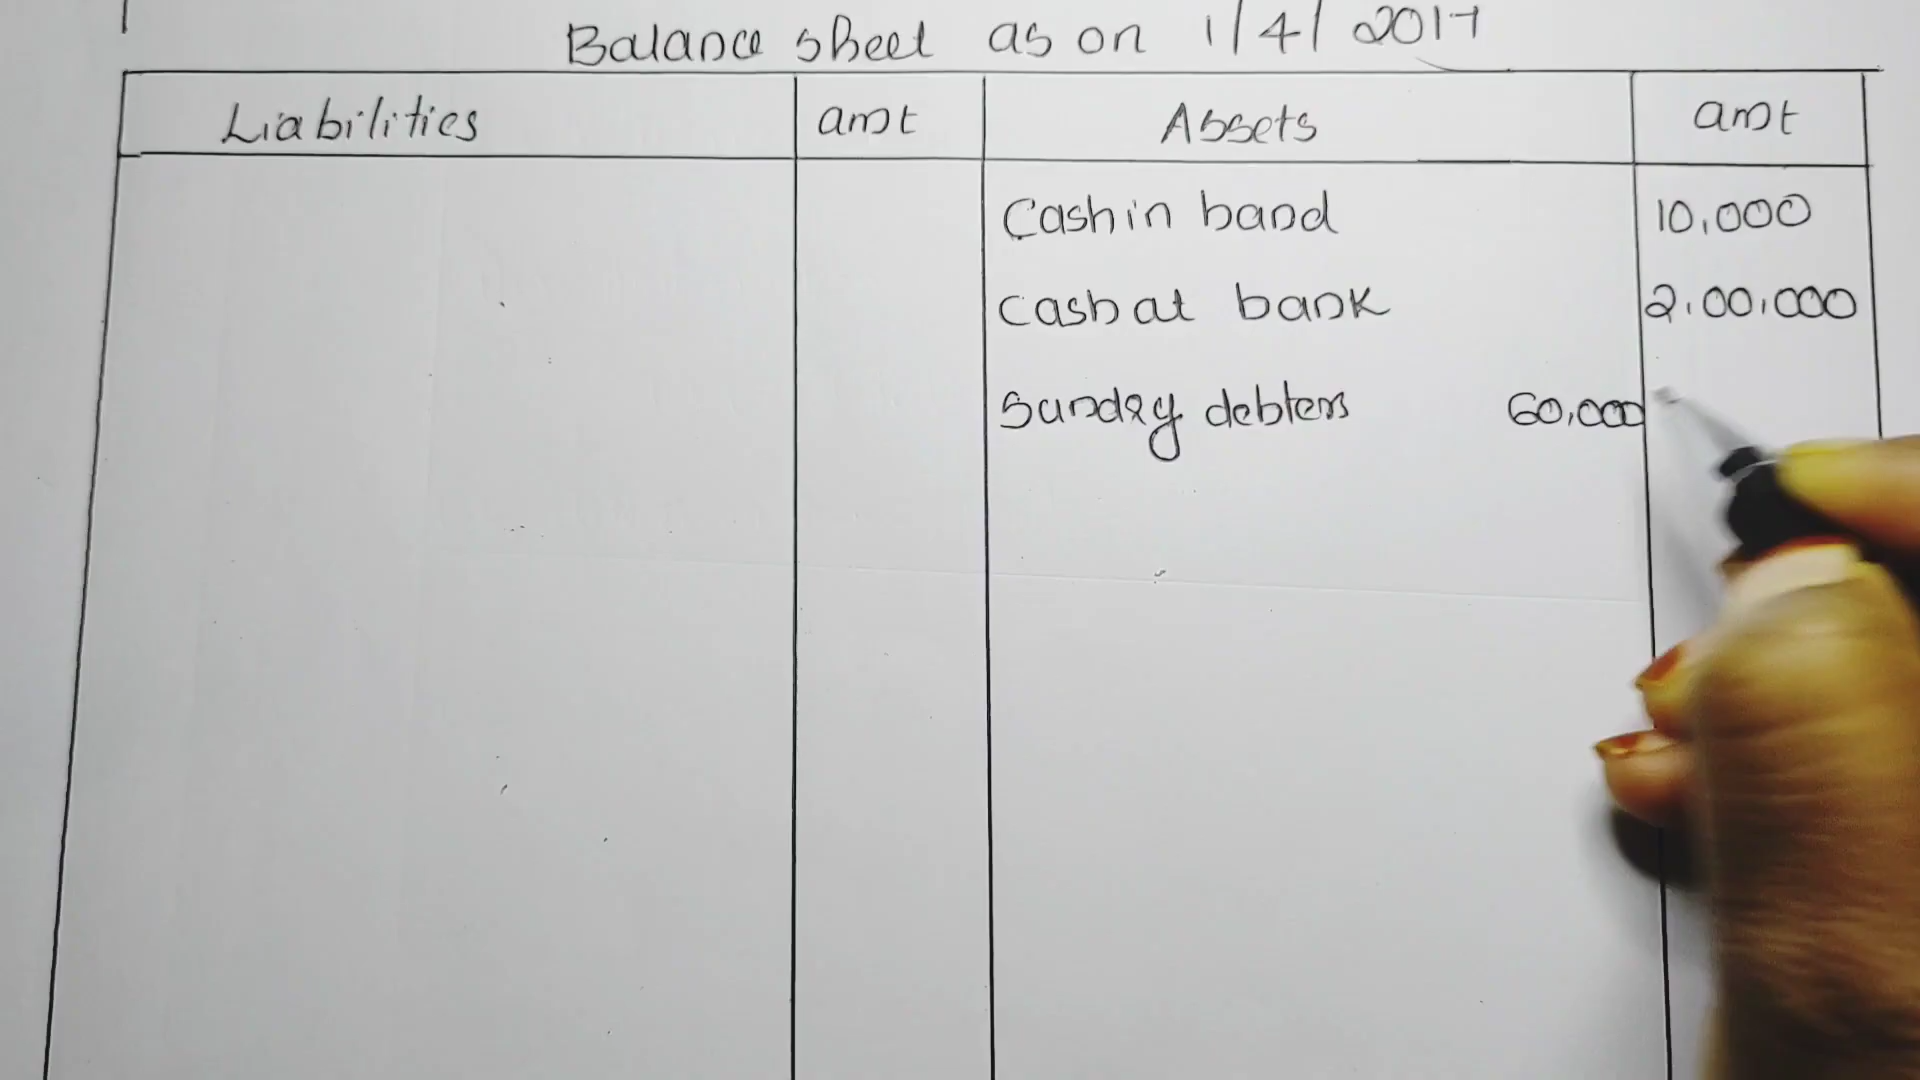 Balance sheet as on 1/4/2017
Liabilities amt Assets amt
Cash in hand 10,000
Cash at bank 2,00,000
Sundry debters 60,000